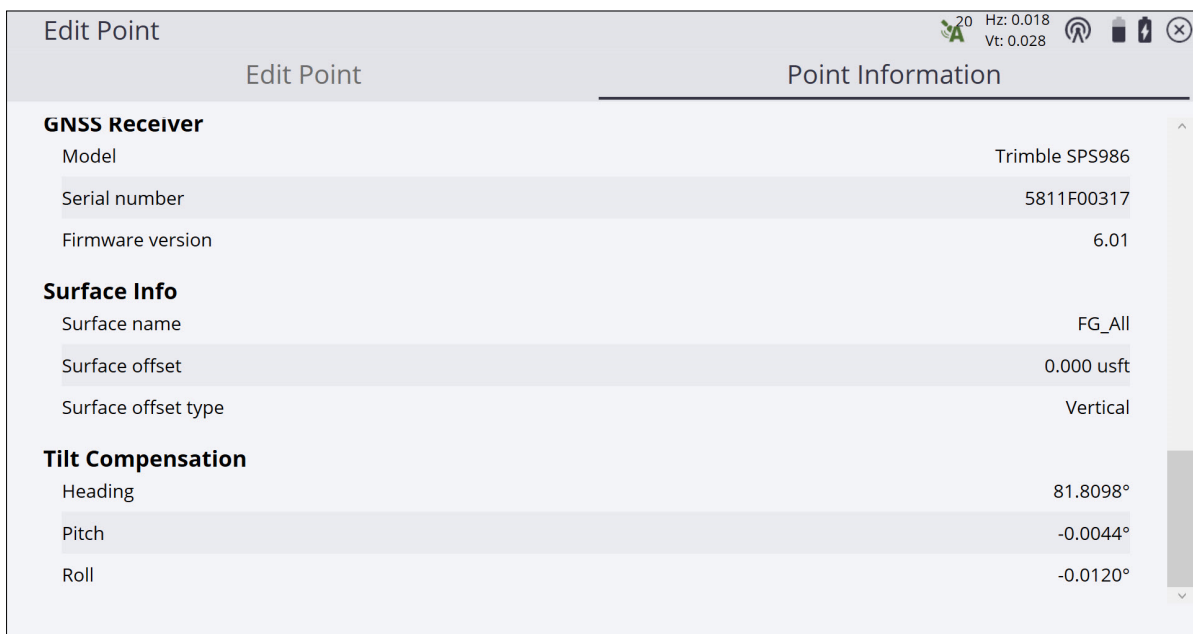 Edit Point
20 Hz: 0.018
Vt: 0.028
Edit Point Point Information
GNSS Receiver
Model Trimble SPS986
Serial number 5811F00317
Firmware version 6.01
Surface Info
Surface name FG_All
Surface offset 0.000 usft
Surface offset type Vertical
Tilt Compensation
Heading 81.8098°
Pitch -0.0044°
Roll -0.0120°